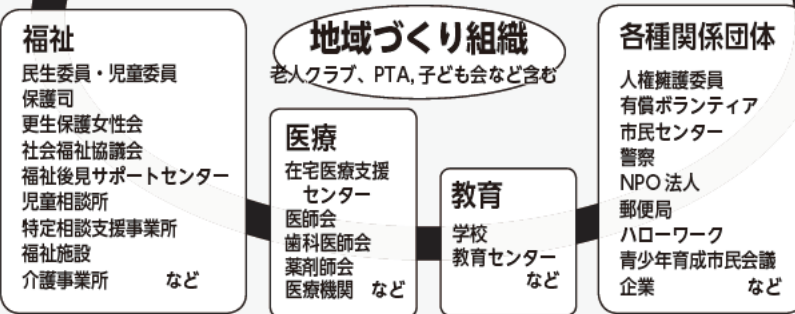 福祉
民生委員・児童委員
保護司
更生保護女性会
社会福祉協議会
福祉後見サポートセンター
児童相談所
特定相談支援事業所
福祉施設
介護事業所 など
地域づくり組織
老人クラブ、PTA,子ども会など含む
医療
在宅医療支援
センター
医師会
歯科医師会
薬剤師会
医療機関 など
教育
学校
教育センター
など
各種関係団体
人権擁護委員
有償ボランティア
市民センター
警察
NPO 法人
郵便局
ハローワーク
青少年育成市民会議
企業 など